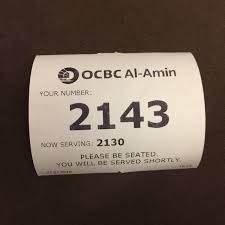 OCBC Al-Amin
YOUR NUMBER:
2143
NOW SERVING: 2130
PLEASE BE SEATED.
YOU WILL BE SERVED SHORTLY.